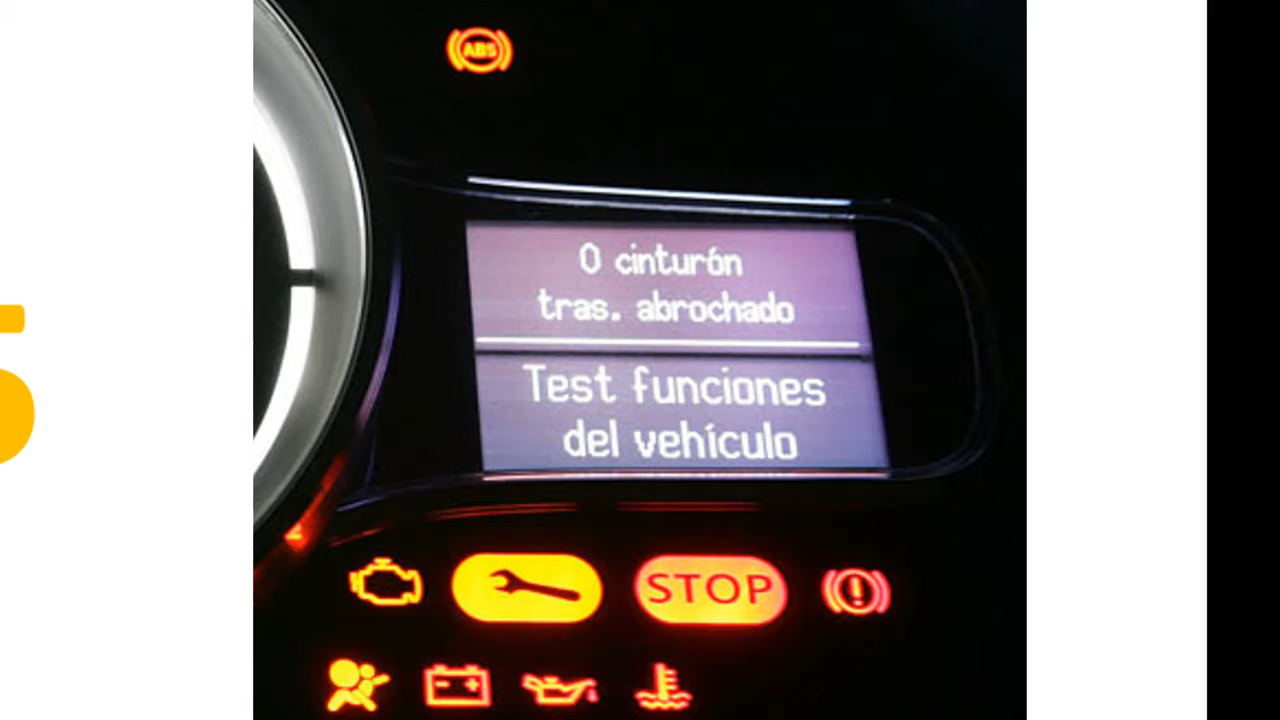 ABS
0 cinturón
tras. abrochado
Test funciones
del vehículo
STOP